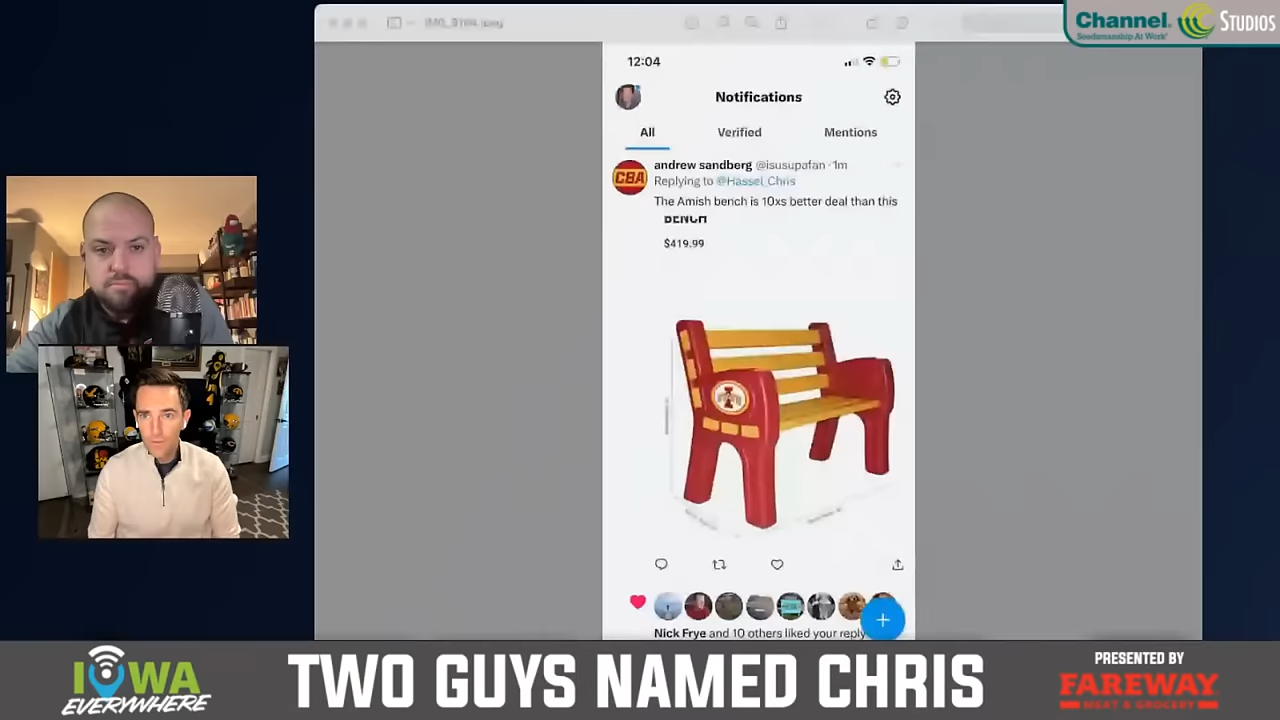 Channel.
Seedsmanship At Work
STUDIOS
12:04
Notifications
All
Verified
Mentions
andrew sandberg @isusupafan · 1m
Replying to @Hassel_Chris
The Amish bench is 10xs better deal than this
BENCH
$419.99
CBA
Nick Frye and 10 others liked your reply
IOWA
EVERYWHERE
TWO GUYS NAMED CHRIS
PRESENTED BY
FAREWAY
MEAT & GROCERY